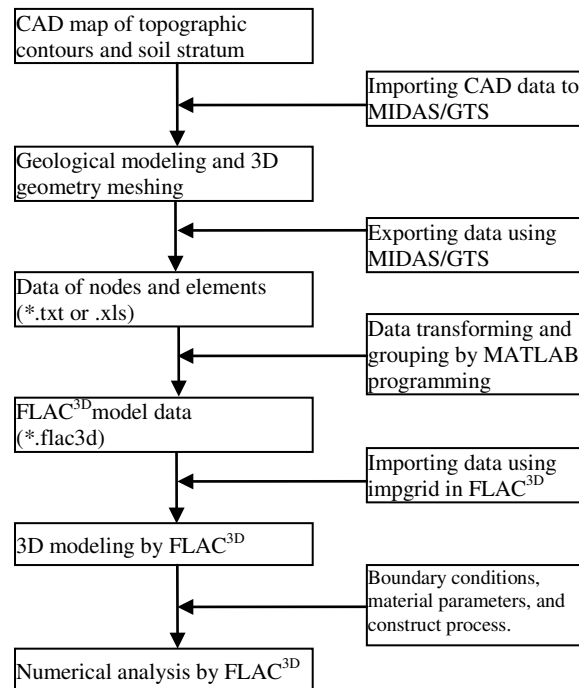 CAD map of topographic
contours and soil stratum
Importing CAD data to
MIDAS/GTS
Geological modeling and 3D
geometry meshing
Exporting data using
MIDAS/GTS
Data of nodes and elements
(*.txt or .xls)
Data transforming and
grouping by MATLAB
programming
FLAC3D model data
(*.flac3d)
Importing data using
impgrid in FLAC3D
3D modeling by FLAC3D
Boundary conditions,
material parameters, and
construct process.
Numerical analysis by FLAC3D